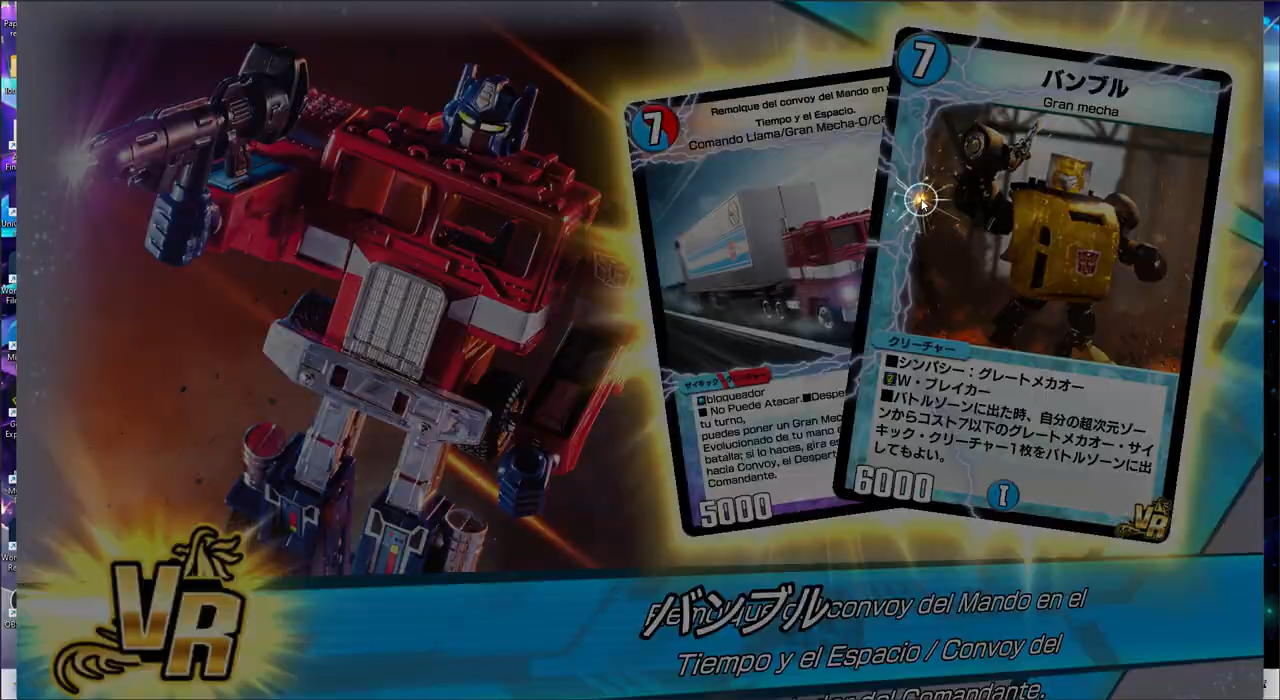 7
Remolque del convoy del Mando en
Tiempo y el Espacio.
Comando Llama/Gran Mecha-O/
bloqueador
■ No Puede Atacar.■Despe
tu turno,
puedes poner un Gran Mec
Evolucionado de tu mano
batalla; si lo haces, gira es
hacia Convoy, el Despert
Comandante.
5000
7
バンブル
Gran mecha
クリーチャー
■シンパシー：グレートメカオー
W・ブレイカー
■バトルゾーンに出た時、自分の超次元ゾー
ンからコスト7以下のグレートメカオー・サイ
キック・クリーチャー1枚をバトルゾーンに出
してもよい。
6000
VR
VR
バンブル
convoy del Mando en el
Tiempo y el Espacio / Convoy del
del Comandante.